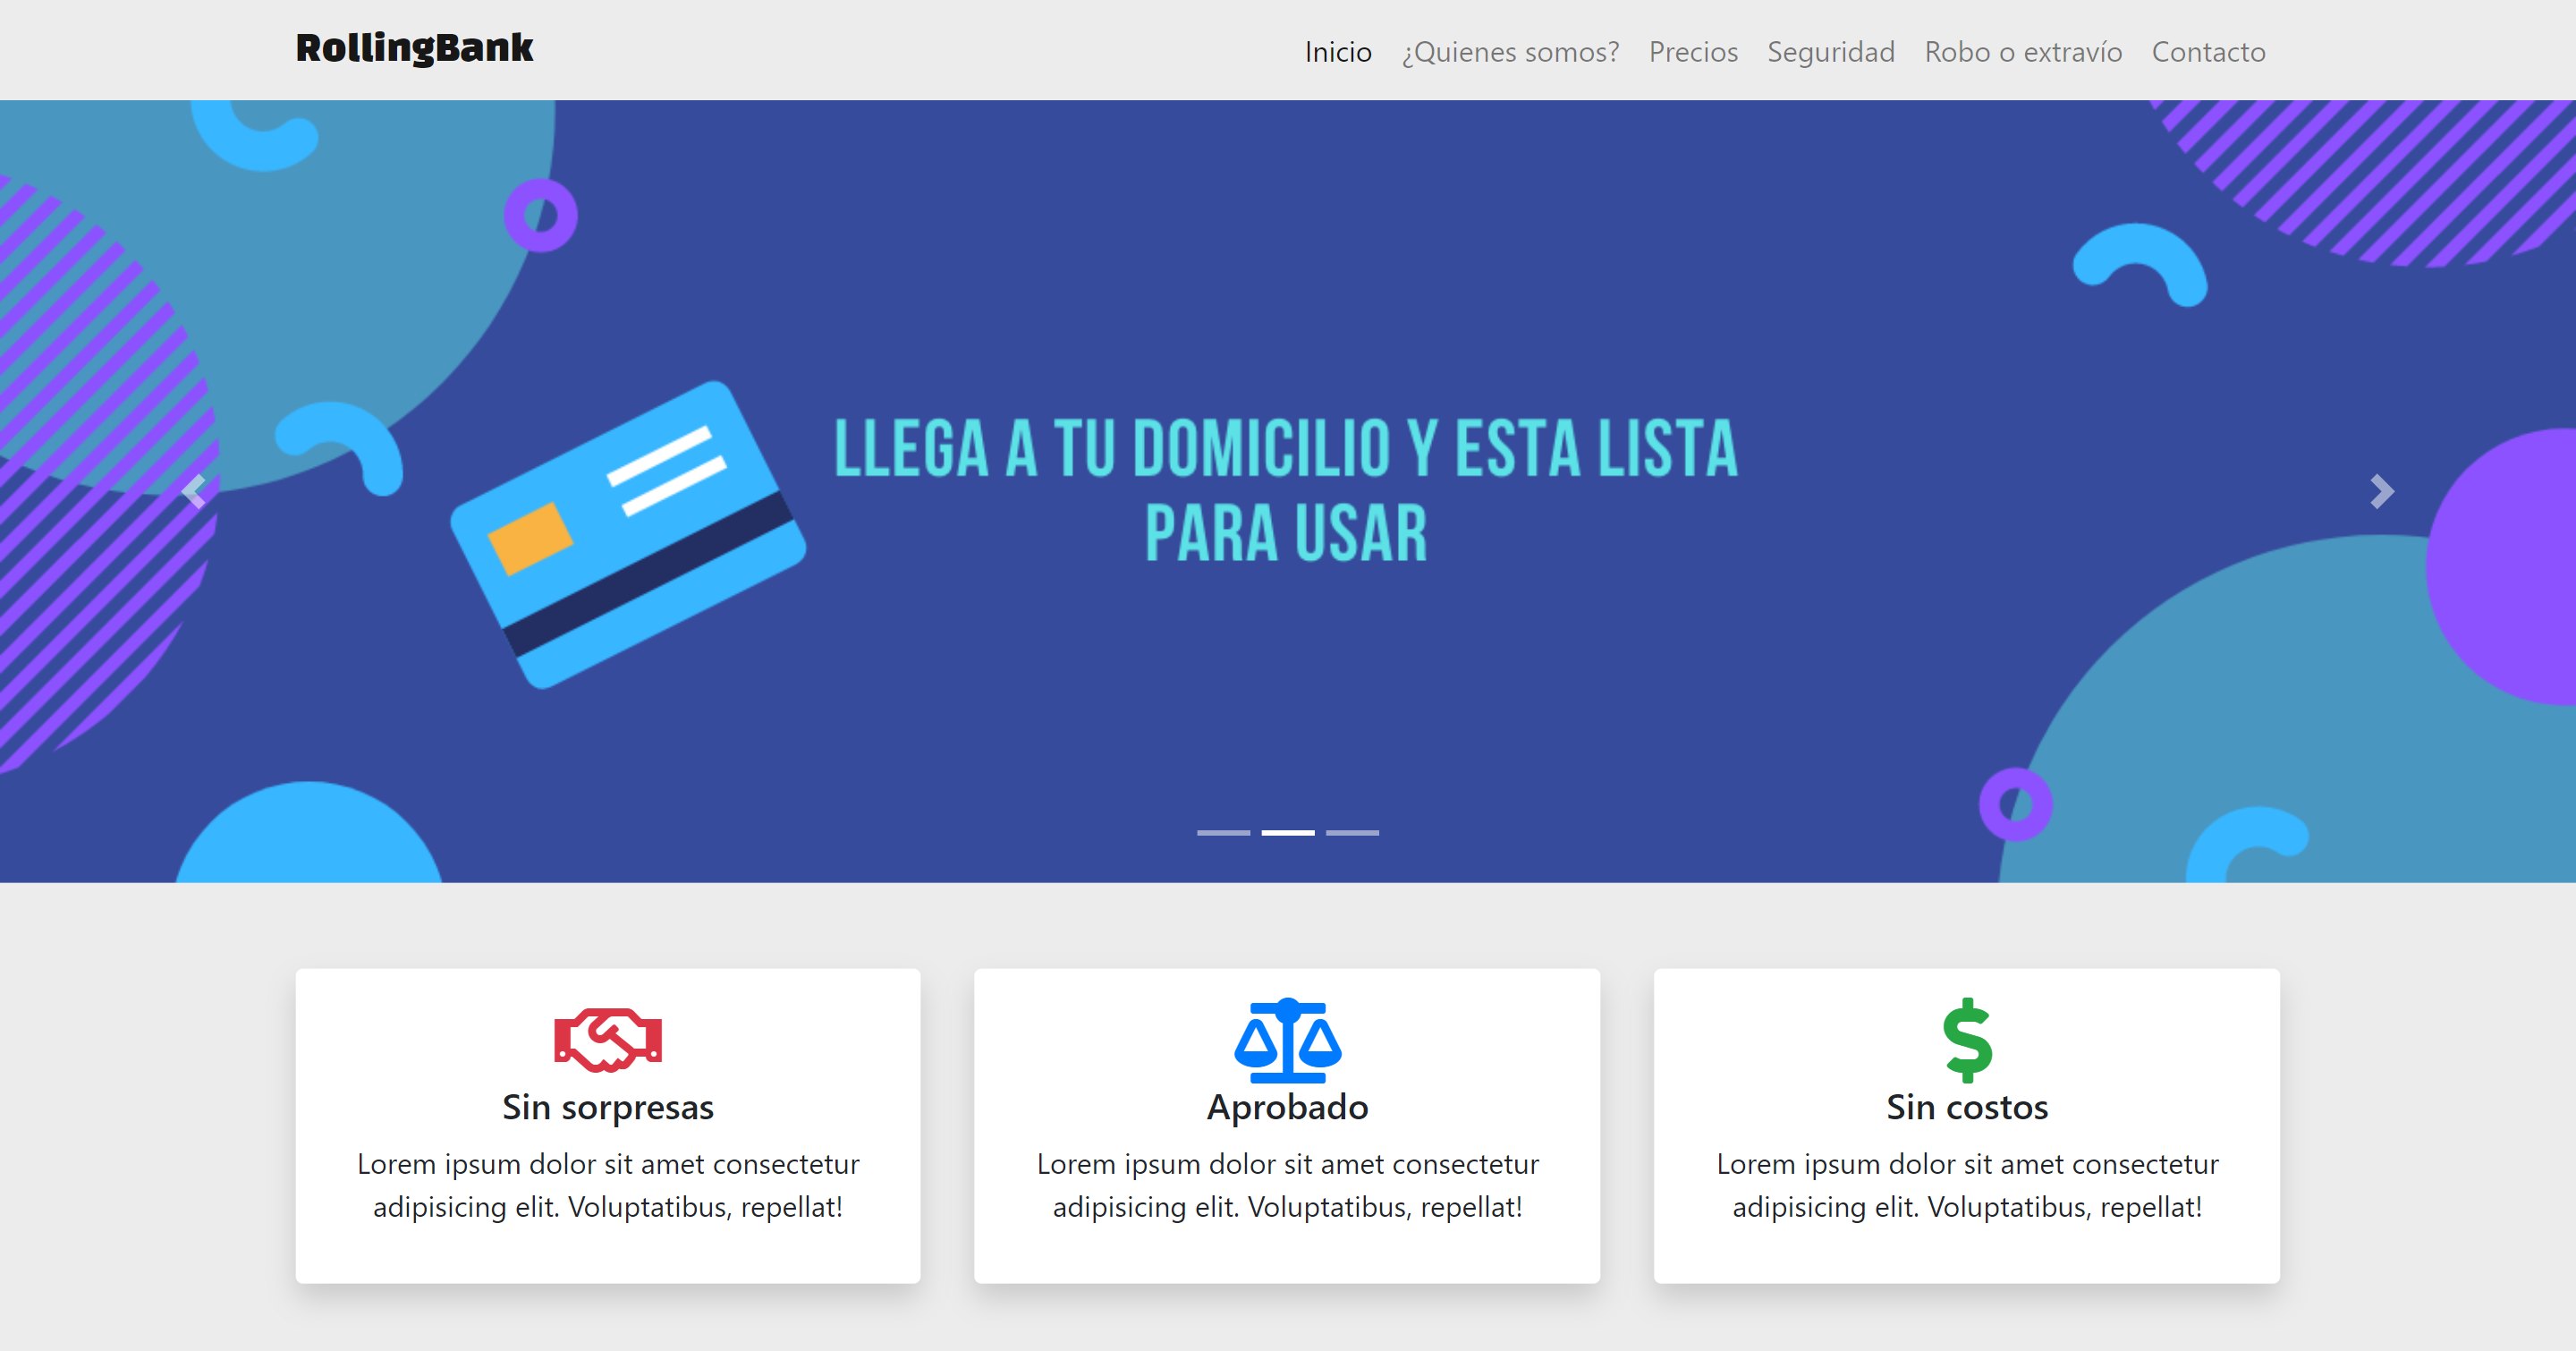 RollingBank
Inicio ¿Quienes somos? Precios Seguridad Robo o extravío Contacto
LLEGA A TU DOMICILIO Y ESTA LISTA
PARA USAR
Sin sorpresas
Lorem ipsum dolor sit amet consectetur
adipisicing elit. Voluptatibus, repellat!
Aprobado
Lorem ipsum dolor sit amet consectetur
adipisicing elit. Voluptatibus, repellat!
Sin costos
Lorem ipsum dolor sit amet consectetur
adipisicing elit. Voluptatibus, repellat!